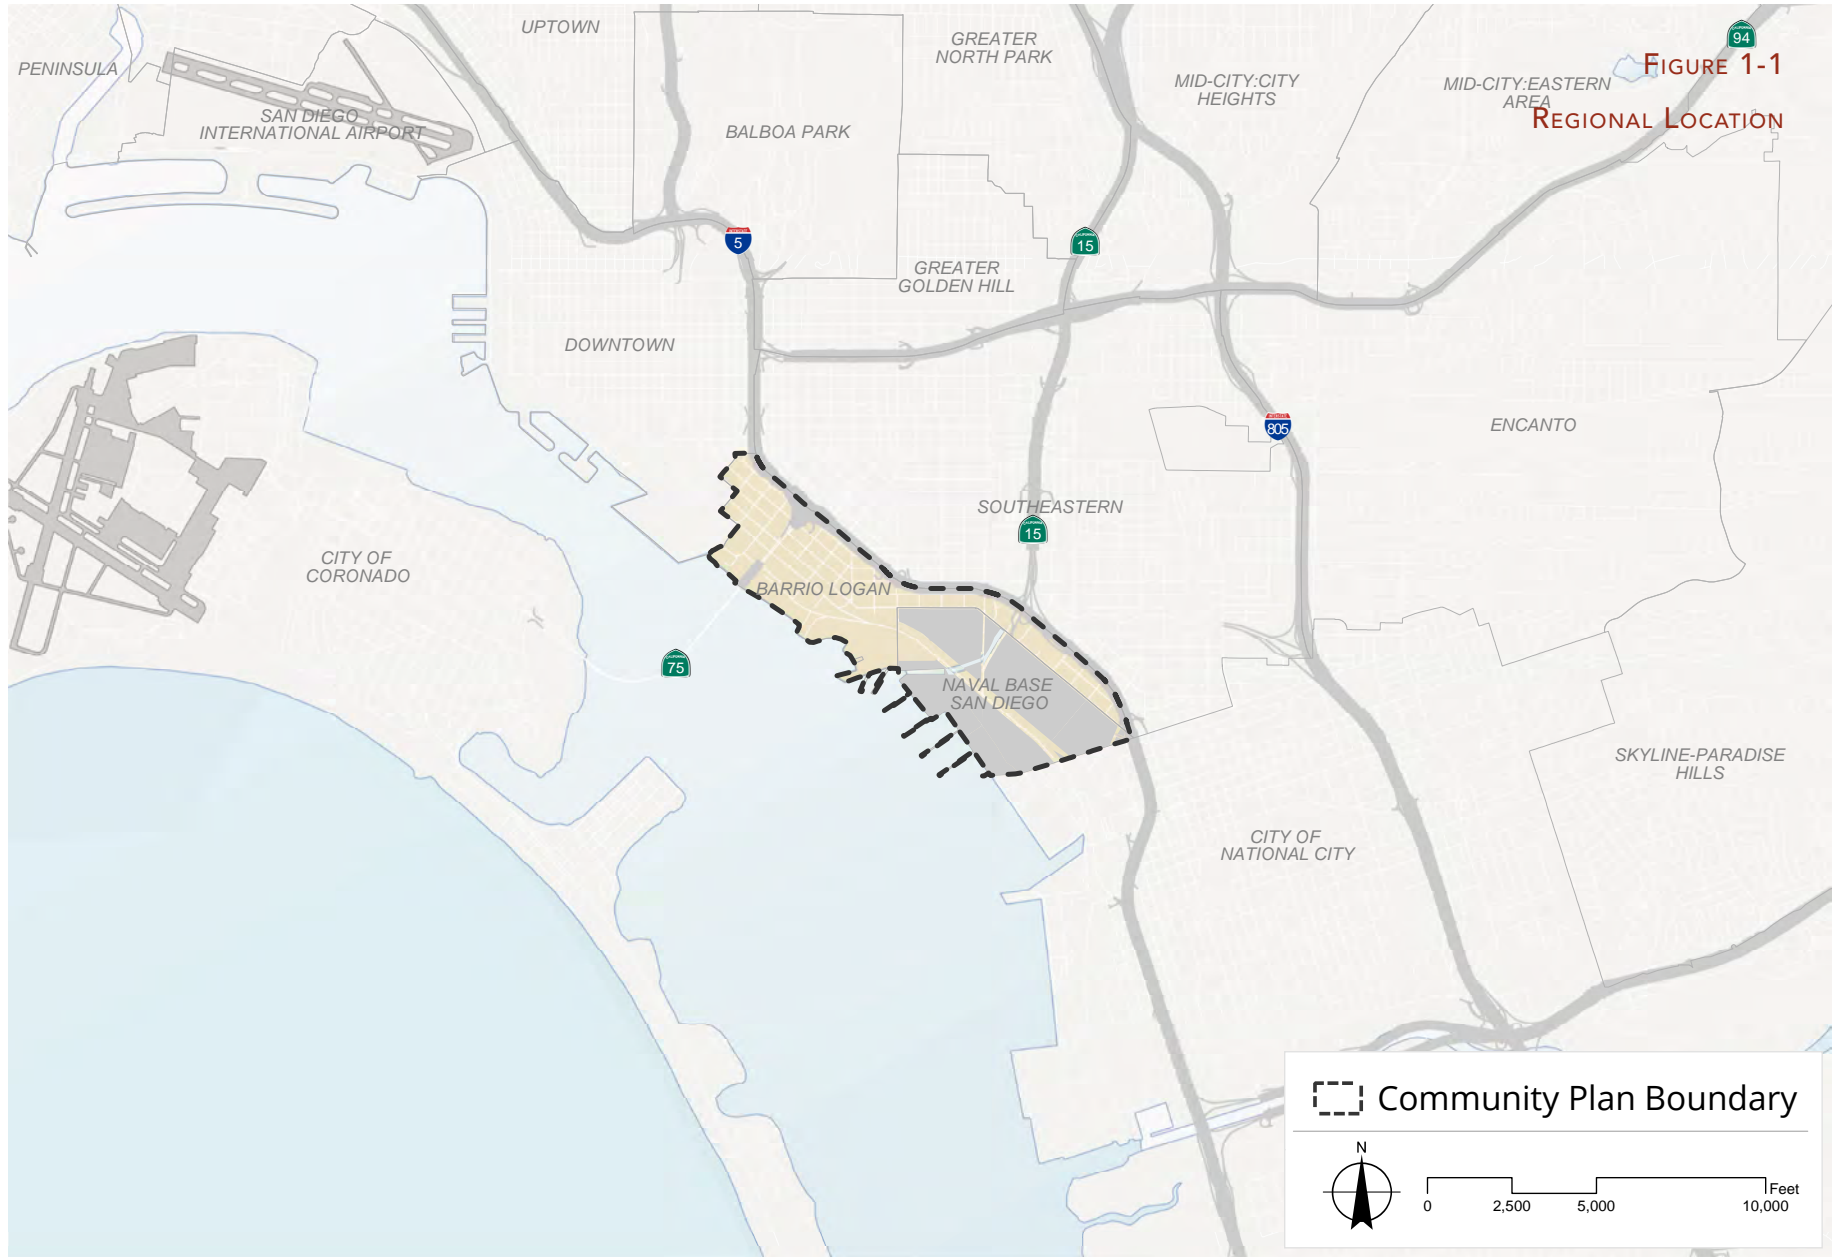 UPTOWN
GREATER
NORTH PARK
94
FIGURE 1-1
PENINSULA
MID-CITY:CITY
HEIGHTS
MID-CITY:EASTERN
AREA
REGIONAL LOCATION
SAN DIEGO
INTERNATIONAL AIRPORT
BALBOA PARK
5
15
GREATER
GOLDEN HILL
DOWNTOWN
805
ENCANTO
SOUTHEASTERN
15
CITY OF
CORONADO
BARRIO LOGAN
75
NAVAL BASE
SAN DIEGO
SKYLINE-PARADISE
HILLS
CITY OF
NATIONAL CITY
Community Plan Boundary
N
Feet
0 2,500 5,000 10,000